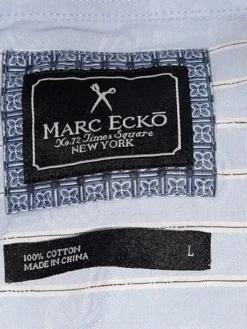 MARC ECKŌ
No.72 Times Square
NEW YORK
100% COTTON L
MADE IN CHINA